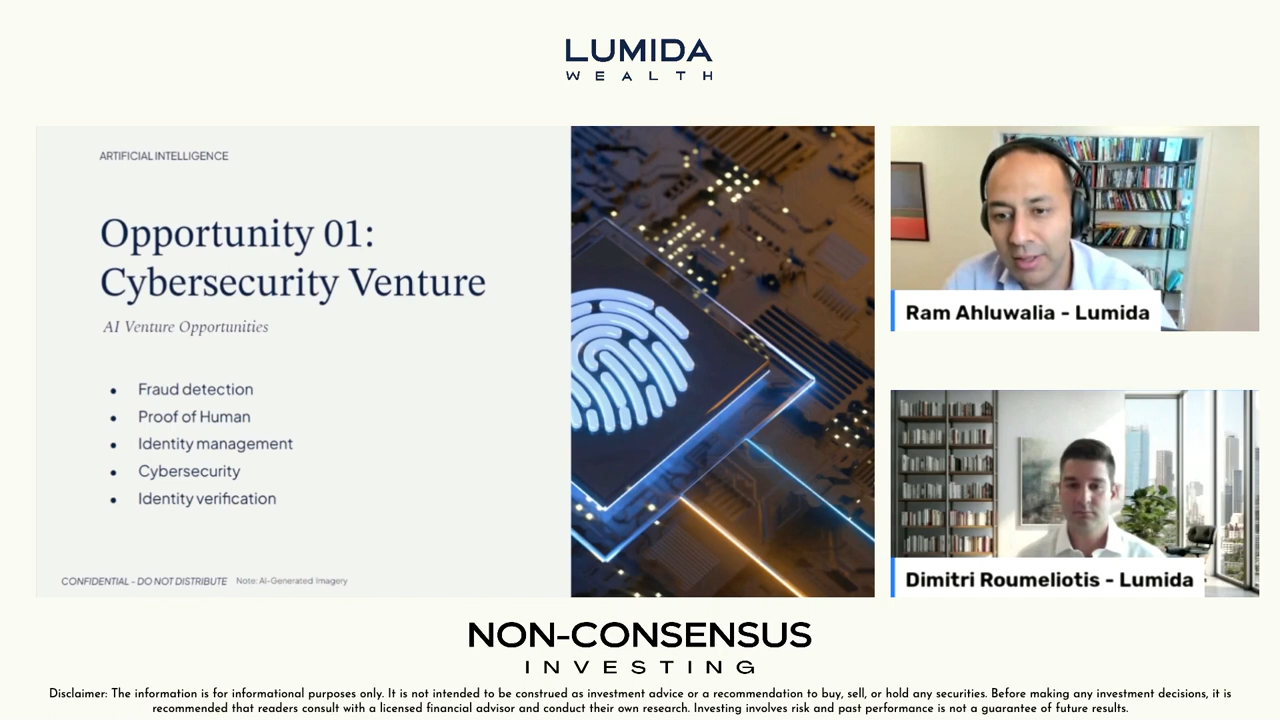 LUMIDA
WEALTH
ARTIFICIAL INTELLIGENCE
Opportunity 01:
Cybersecurity Venture
AI Venture Opportunities
• Fraud detection
• Proof of Human
• Identity management
• Cybersecurity
• Identity verification
CONFIDENTIAL - DO NOT DISTRIBUTE Note: AI-Generated Imagery
Ram Ahluwalia - Lumida
Dimitri Roumeliotis - Lumida
NON-CONSENSUS
INVESTING
Disclaimer: The information is for informational purposes only. It is not intended to be construed as investment advice or a recommendation to buy, sell, or hold any securities. Before making any investment decisions, it is
recommended that readers consult with a licensed financial advisor and conduct their own research. Investing involves risk and past performance is not a guarantee of future results.